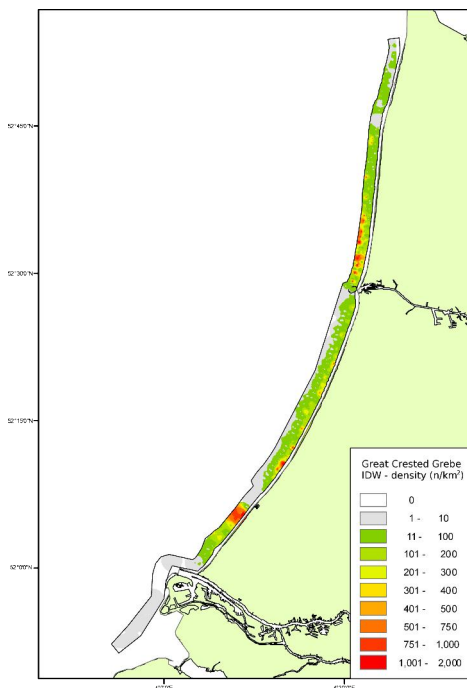 52°45'0"N
52°30'0"N
52°15'0"N
52°0'0"N
Great Crested Grebe
IDW - density (n/km²)
0
1 - 10
11 - 100
101 - 200
201 - 300
301 - 400
401 - 500
501 - 750
751 - 1,000
1,001 - 2,000